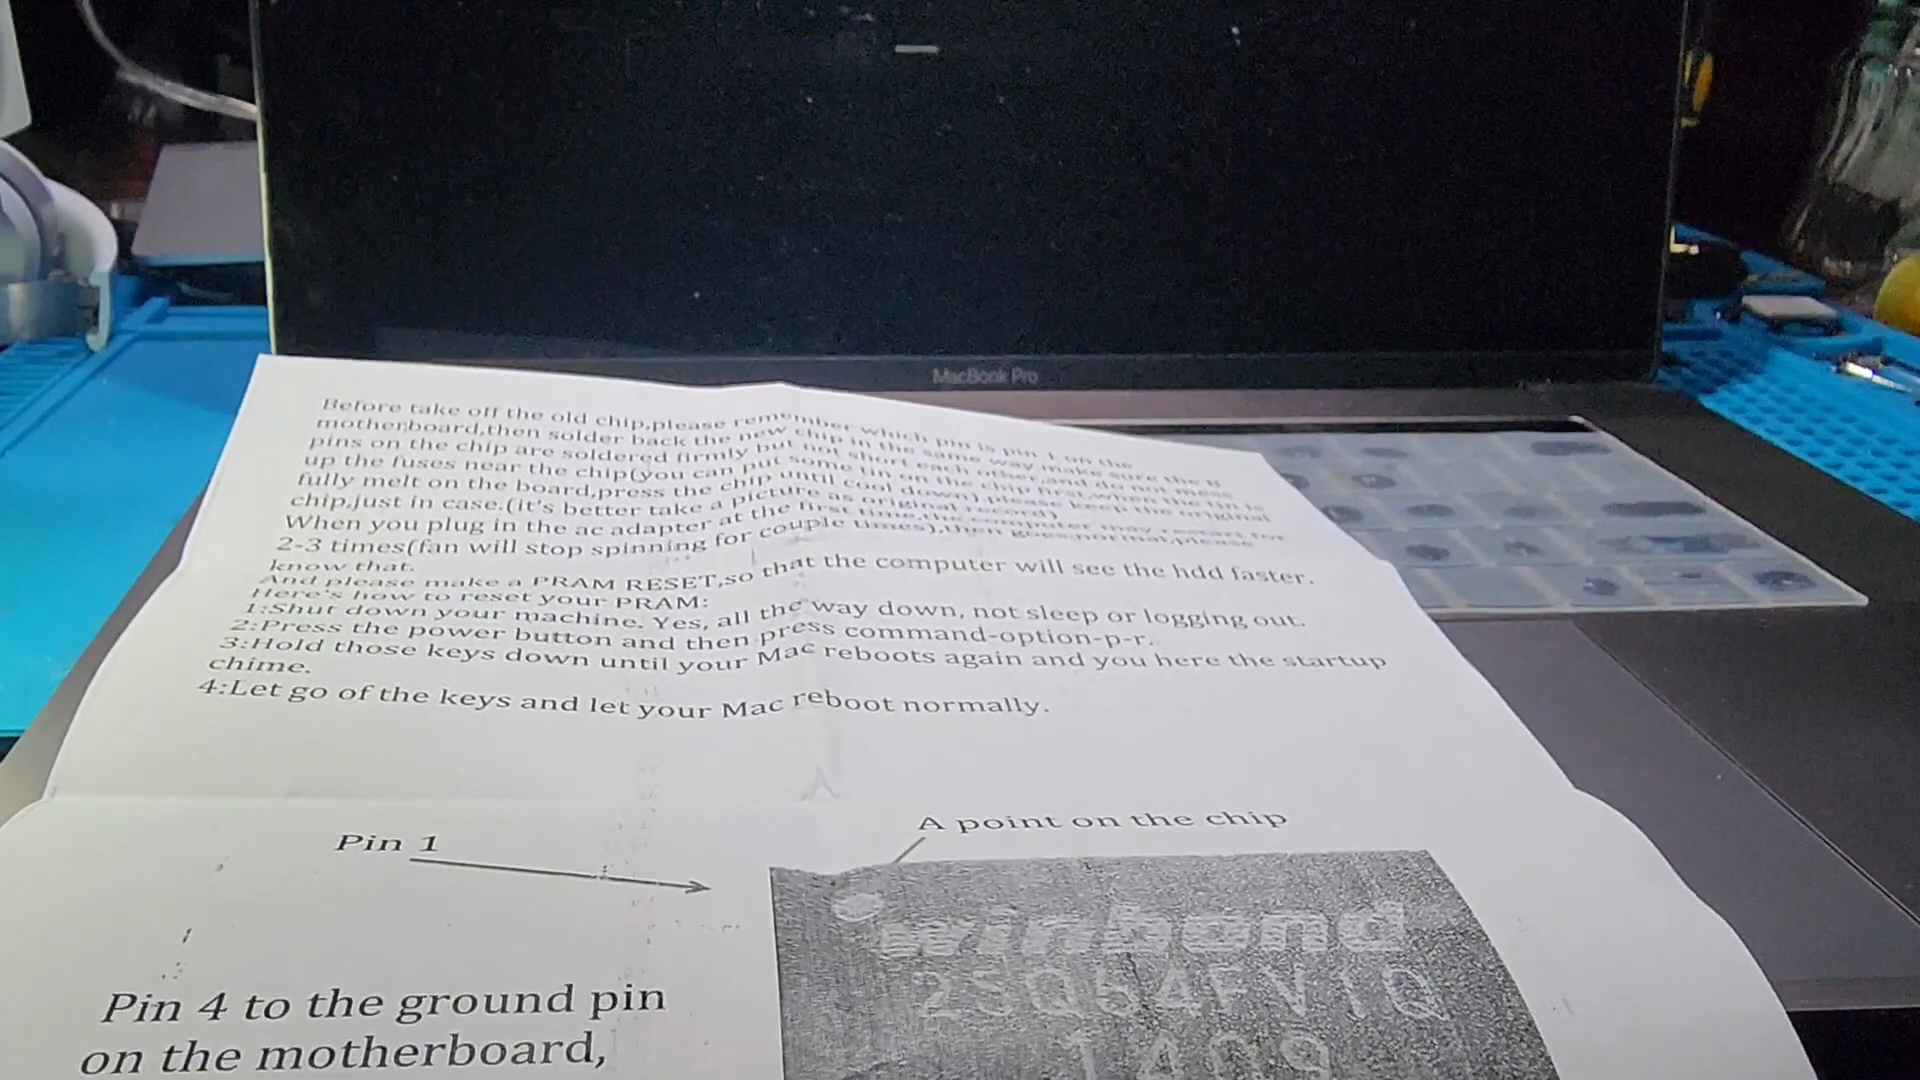 MacBook Pro
Before take off the old chip,please remember which pin is pin 1 on the
motherboard,then solder back the new chip in the same way make sure the 8
pins on the chip are soldered firmly but not short each other,and do not mess
up the fuses near the chip(you can put some tin on the chip first,when the tin is
fully melt on the board,press the chip until cool down) please keep the original
chip,just in case.(it's better take a picture as original record)
When you plug in the ac adapter at the first time,the computer may restart for
2-3 times(fan will stop spinning for couple times),then goes normal,please
know that.
And please make a PRAM RESET,so that the computer will see the hdd faster.
Here's how to reset your PRAM:
1:Shut down your machine. Yes, all the way down, not sleep or logging out.
2:Press the power button and then press command-option-p-r.
3:Hold those keys down until your Mac reboots again and you here the startup
chime.
4:Let go of the keys and let your Mac reboot normally.
A point on the chip
Pin 1
winbond
25Q64FVIQ
1409
Pin 4 to the ground pin
on the motherboard,